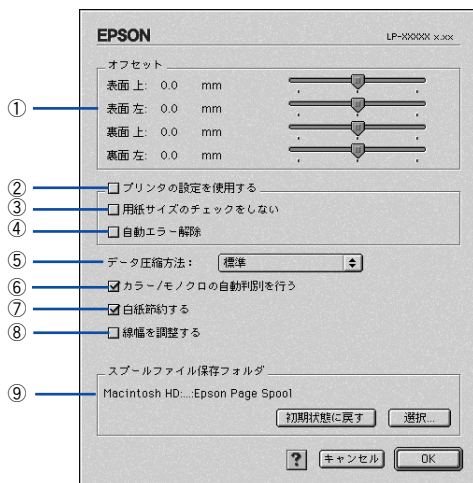 EPSON LP-XXXXX x.xx
オフセット
① 表面 上: 0.0 mm
表面 左: 0.0 mm
裏面 上: 0.0 mm
裏面 左: 0.0 mm
② プリンタの設定を使用する
③ 用紙サイズのチェックをしない
④ 自動エラー解除
⑤ データ圧縮方法： 標準
⑥ カラー/モノクロの自動判別を行う
⑦ 白紙節約する
⑧ 線幅を調整する
スプールファイル保存フォルダ
⑨ Macintosh HD:...:Epson Page Spool
初期状態に戻す 選択...
? キャンセル OK